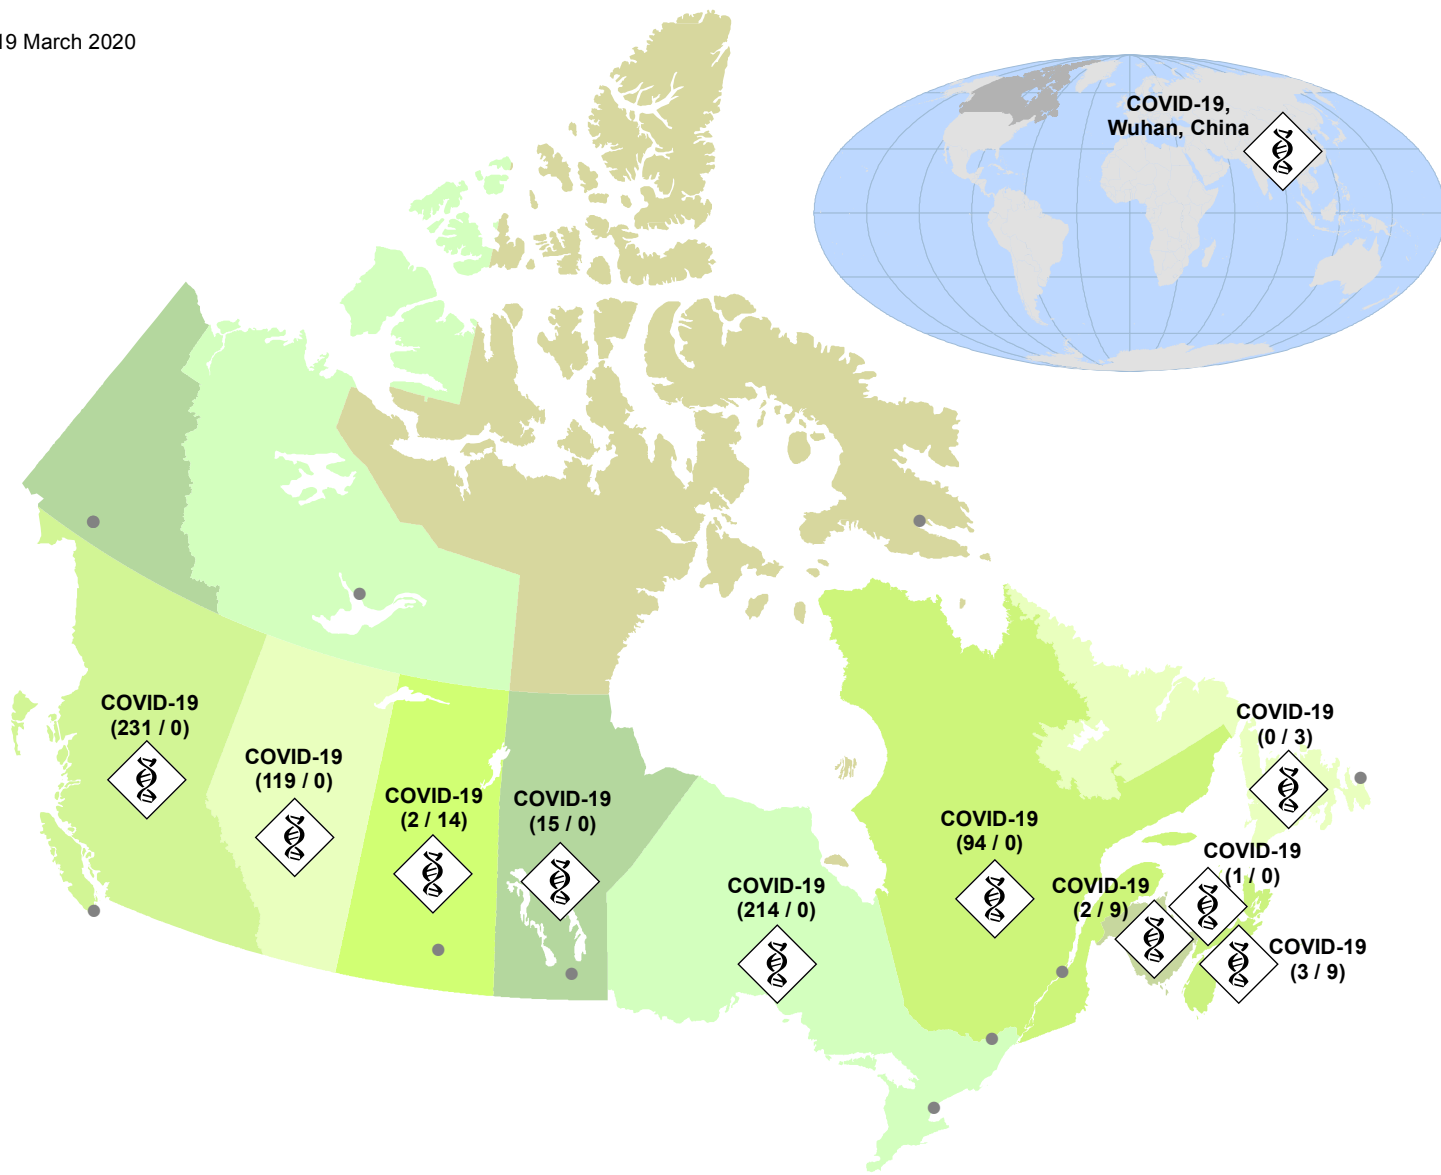 19 March 2020
COVID-19,
Wuhan, China
COVID-19
(231 / 0)
COVID-19
(119 / 0)
COVID-19
(2 / 14)
COVID-19
(15 / 0)
COVID-19
(214 / 0)
COVID-19
(94 / 0)
COVID-19
(2 / 9)
COVID-19
(1 / 0)
COVID-19
(0 / 3)
COVID-19
(3 / 9)